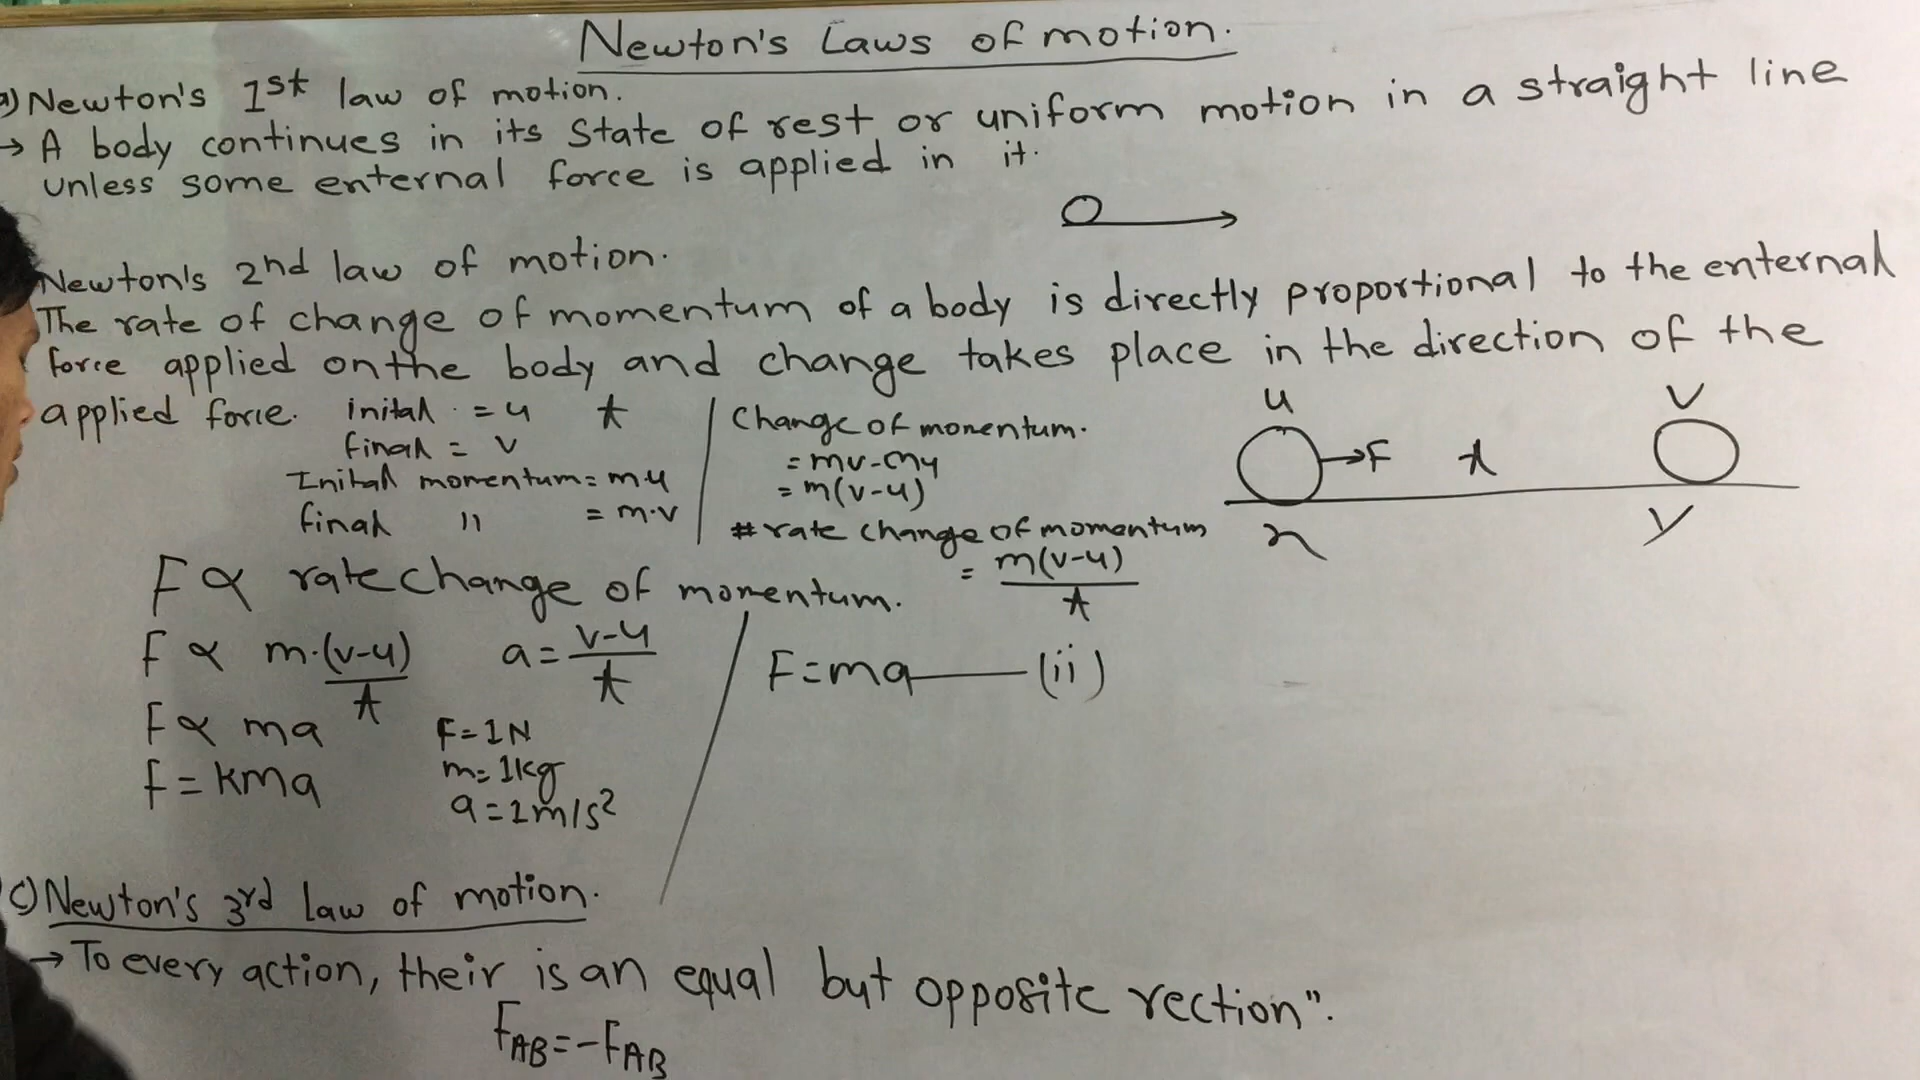 Newton's Laws of motion.
a) Newton's 1st law of motion.
→ A body continues in its state of rest or uniform motion in a straight line
unless some enternal force is applied in it.
Newton's 2nd law of motion.
The rate of change of momentum of a body is directly proportional to the enternal
force applied on the body and change takes place in the direction of the
applied force.
inital = u t
final = v
Inital momentum = m.u
final 11 = m.v
Change of momentum.
= mv-mu
= m(v-u)
# rate change of momentum
= m(v-u)/t
u v
→F t
x y
F ∝ rate change of momentum.
F ∝ m.(v-u)/t a = v-u/t
F ∝ ma
f = kma
F = 1N
m = 1kg
a = 1m/s²
F = ma — (ii)
c) Newton's 3rd law of motion.
→ To every action, their is an equal but opposite rection".
F_AB = -F_AB